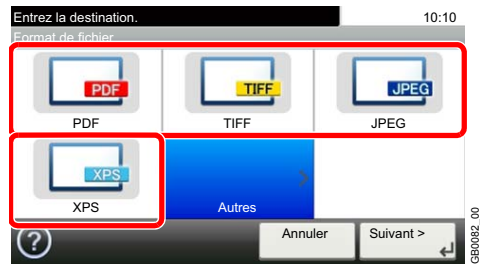 Entrez la destination. 10:10
Format de fichier
PDF TIFF JPEG
PDF TIFF JPEG
XPS
XPS Autres
? Annuler Suivant >
GB0082_00